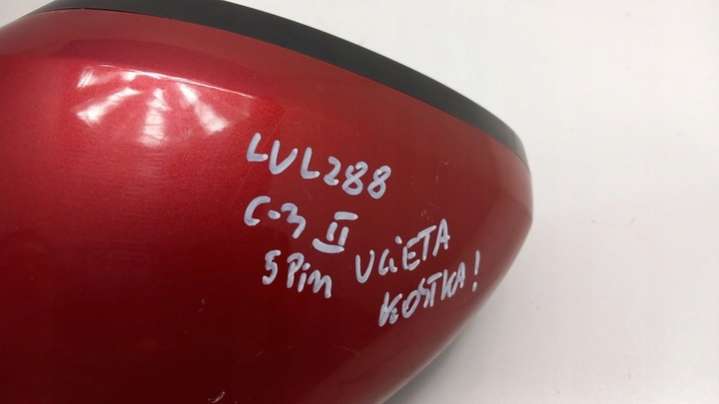 LVL288
C-3 II
5 Pin UCIETA
KOSTKA!